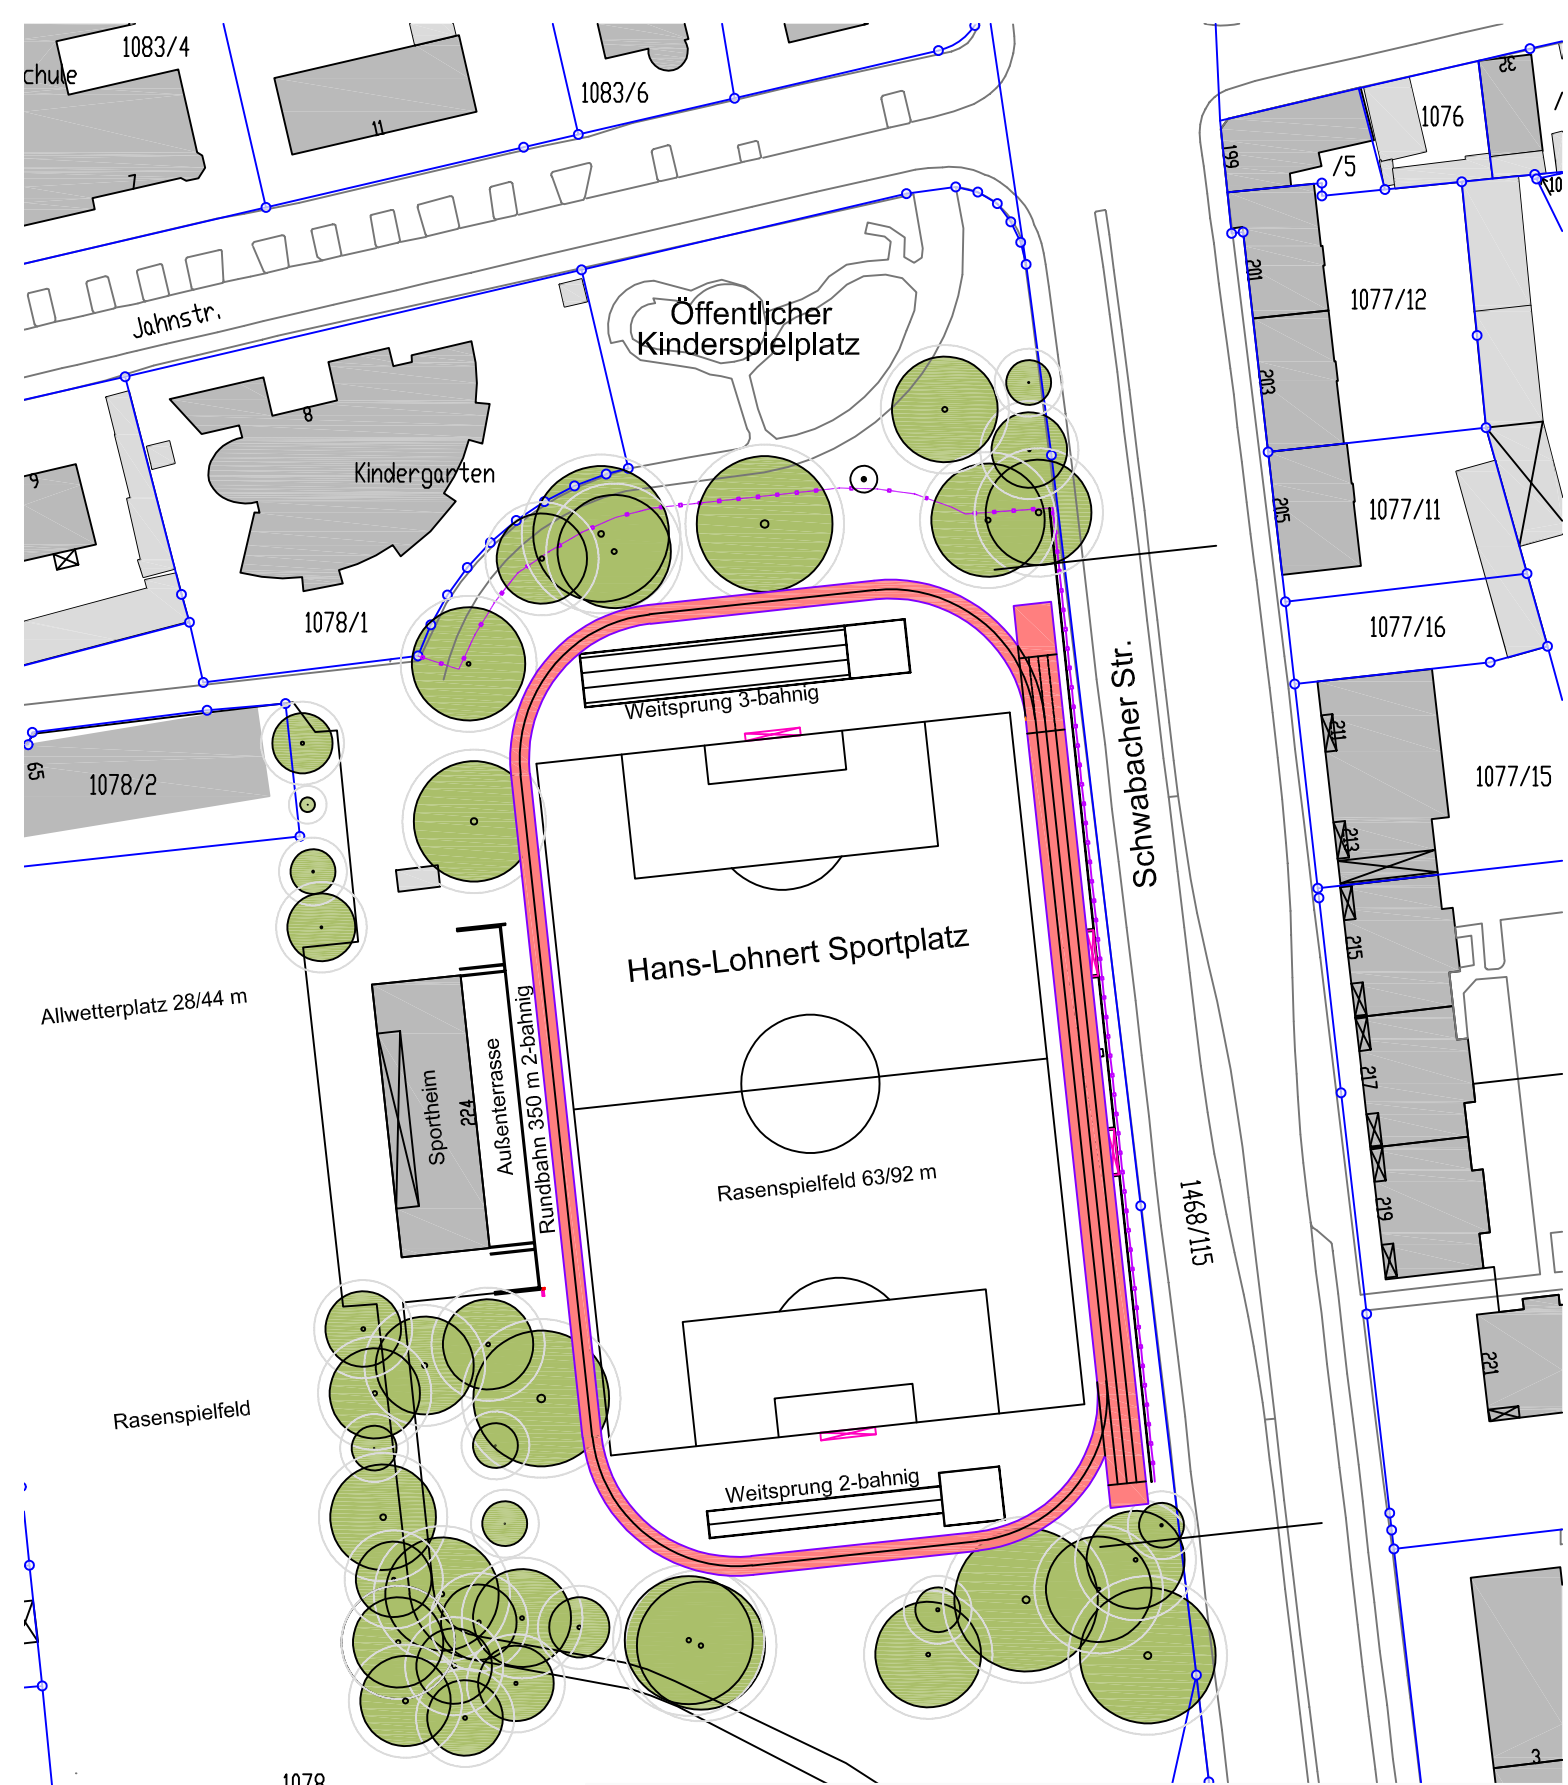 1083/4
chule
11
7
1083/6
32
1076
199
/5
10
Jahnstr.
Öffentlicher
Kinderspielplatz
201
1077/12
203
8
Kindergarten
9
205
1077/11
1078/1
1077/16
Weitsprung 3-bahnig
Schwabacher Str.
65
1078/2
211
1077/15
213
Hans-Lohnert Sportplatz
215
Allwetterplatz 28/44 m
Sportheim
224
Außenterrasse
Rundbahn 350 m 2-bahnig
217
Rasenspielfeld 63/92 m
1468/115
219
221
Rasenspielfeld
Weitsprung 2-bahnig
3
1078